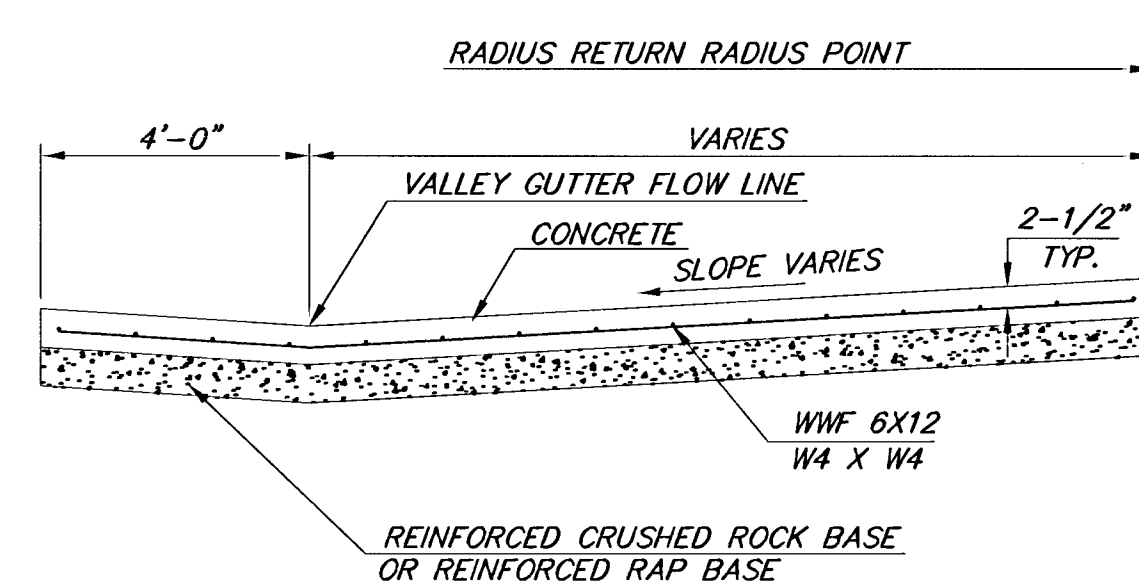 RADIUS RETURN RADIUS POINT
4'-0"
VARIES
VALLEY GUTTER FLOW LINE
2-1/2"
TYP.
CONCRETE
SLOPE VARIES
WWF 6X12
W4 X W4
REINFORCED CRUSHED ROCK BASE
OR REINFORCED RAP BASE